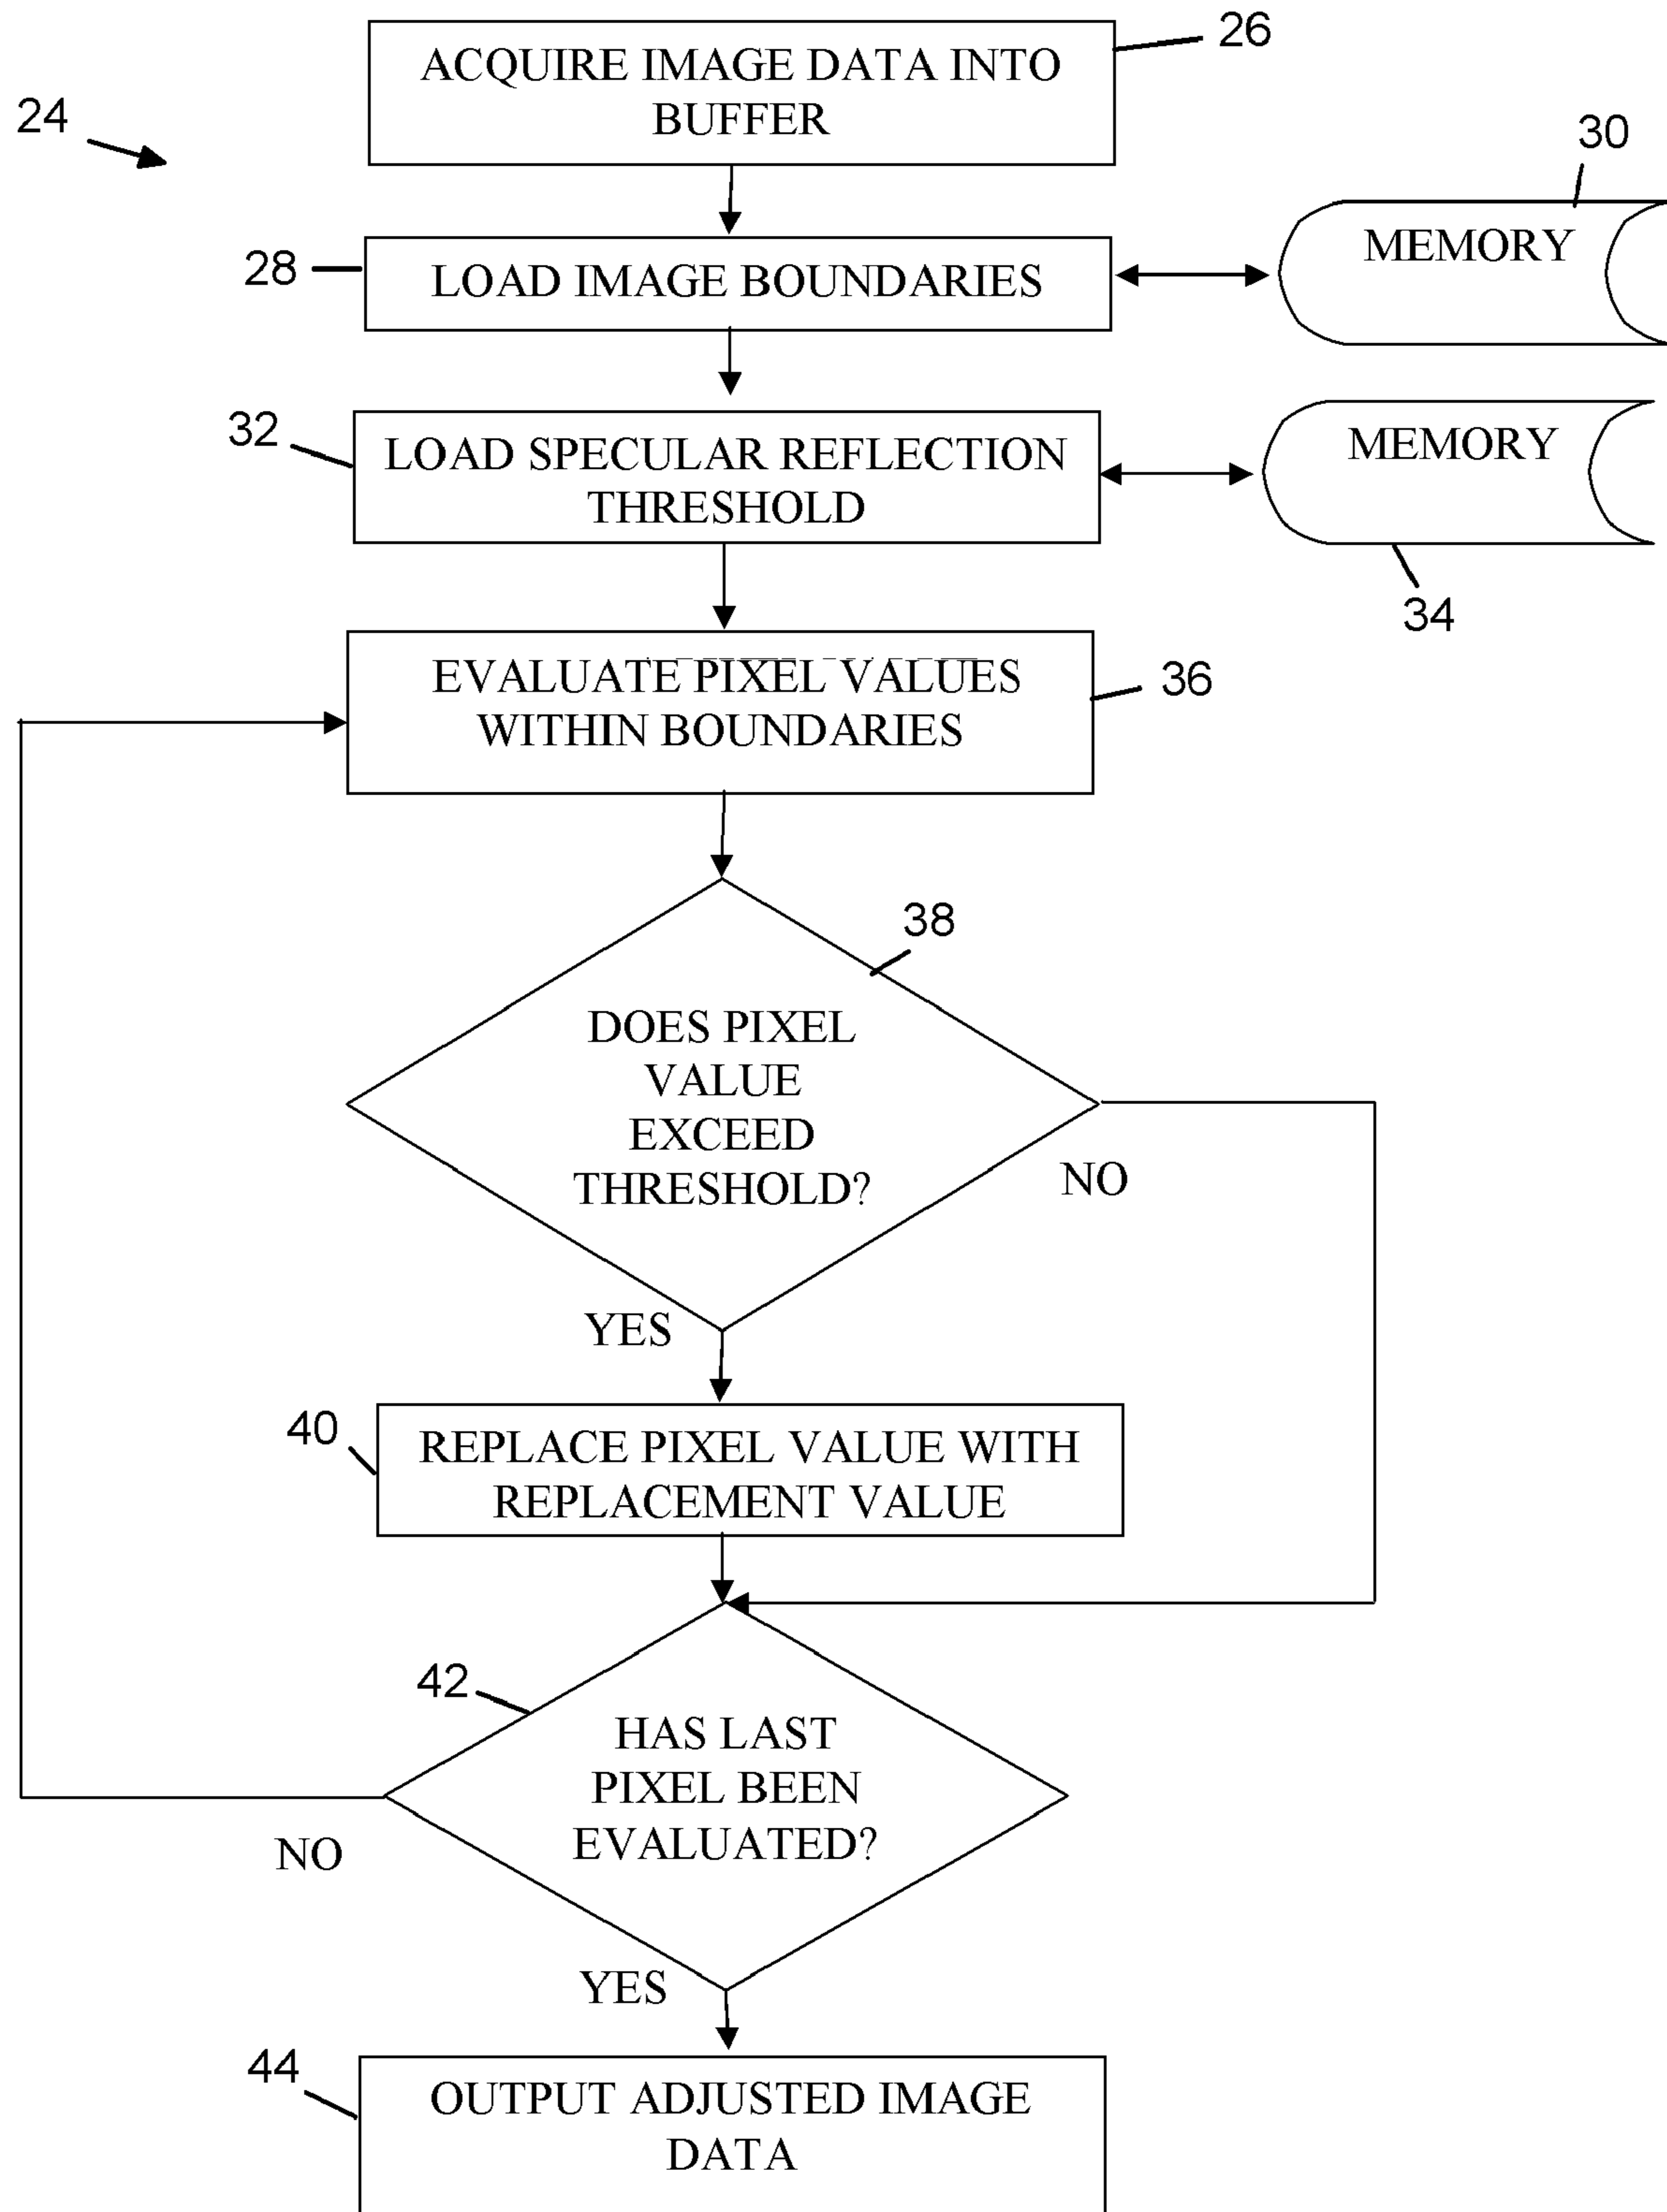 26
ACQUIRE IMAGE DATA INTO
BUFFER
24
30
MEMORY
28
LOAD IMAGE BOUNDARIES
32
LOAD SPECULAR REFLECTION
THRESHOLD
MEMORY
34
EVALUATE PIXEL VALUES
WITHIN BOUNDARIES
36
38
DOES PIXEL
VALUE
EXCEED
THRESHOLD?
NO
YES
40
REPLACE PIXEL VALUE WITH
REPLACEMENT VALUE
42
HAS LAST
PIXEL BEEN
EVALUATED?
NO
YES
44
OUTPUT ADJUSTED IMAGE
DATA